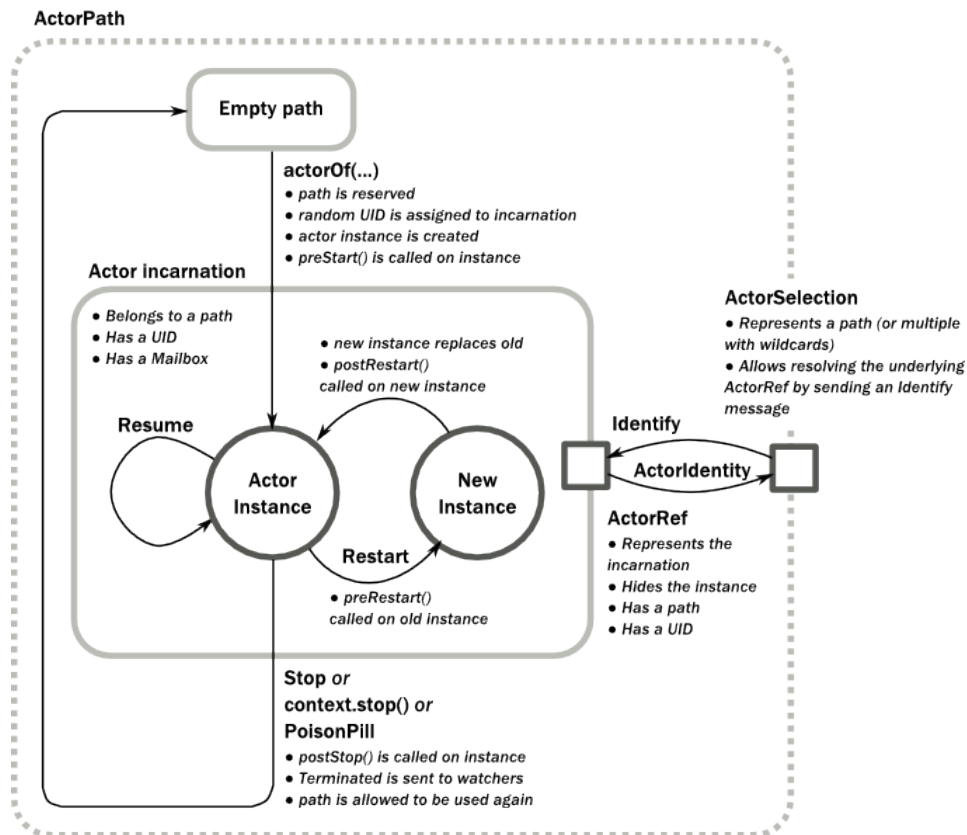 ActorPath
Empty path
actorOf(...)
● path is reserved
● random UID is assigned to incarnation
● actor instance is created
● preStart() is called on instance
Actor incarnation
● Belongs to a path
● Has a UID
● Has a Mailbox
● new instance replaces old
● postRestart()
called on new instance
Resume
Actor
Instance
New
Instance
Restart
● preRestart()
called on old instance
ActorSelection
● Represents a path (or multiple
with wildcards)
● Allows resolving the underlying
ActorRef by sending an Identify
message
Identify
ActorIdentity
ActorRef
● Represents the
incarnation
● Hides the instance
● Has a path
● Has a UID
Stop or
context.stop() or
PoisonPill
● postStop() is called on instance
● Terminated is sent to watchers
● path is allowed to be used again